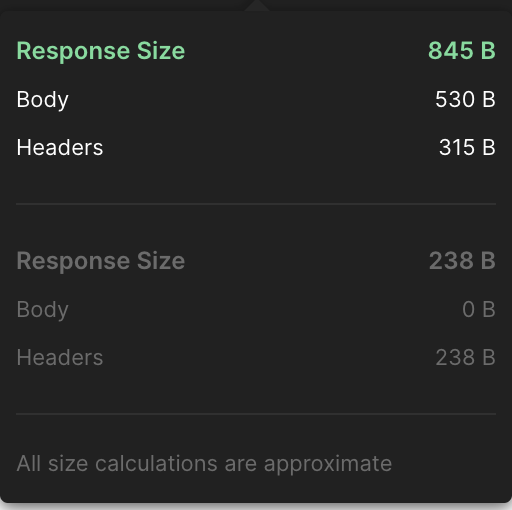 Response Size 845 B
Body 530 B
Headers 315 B
Response Size 238 B
Body 0 B
Headers 238 B
All size calculations are approximate